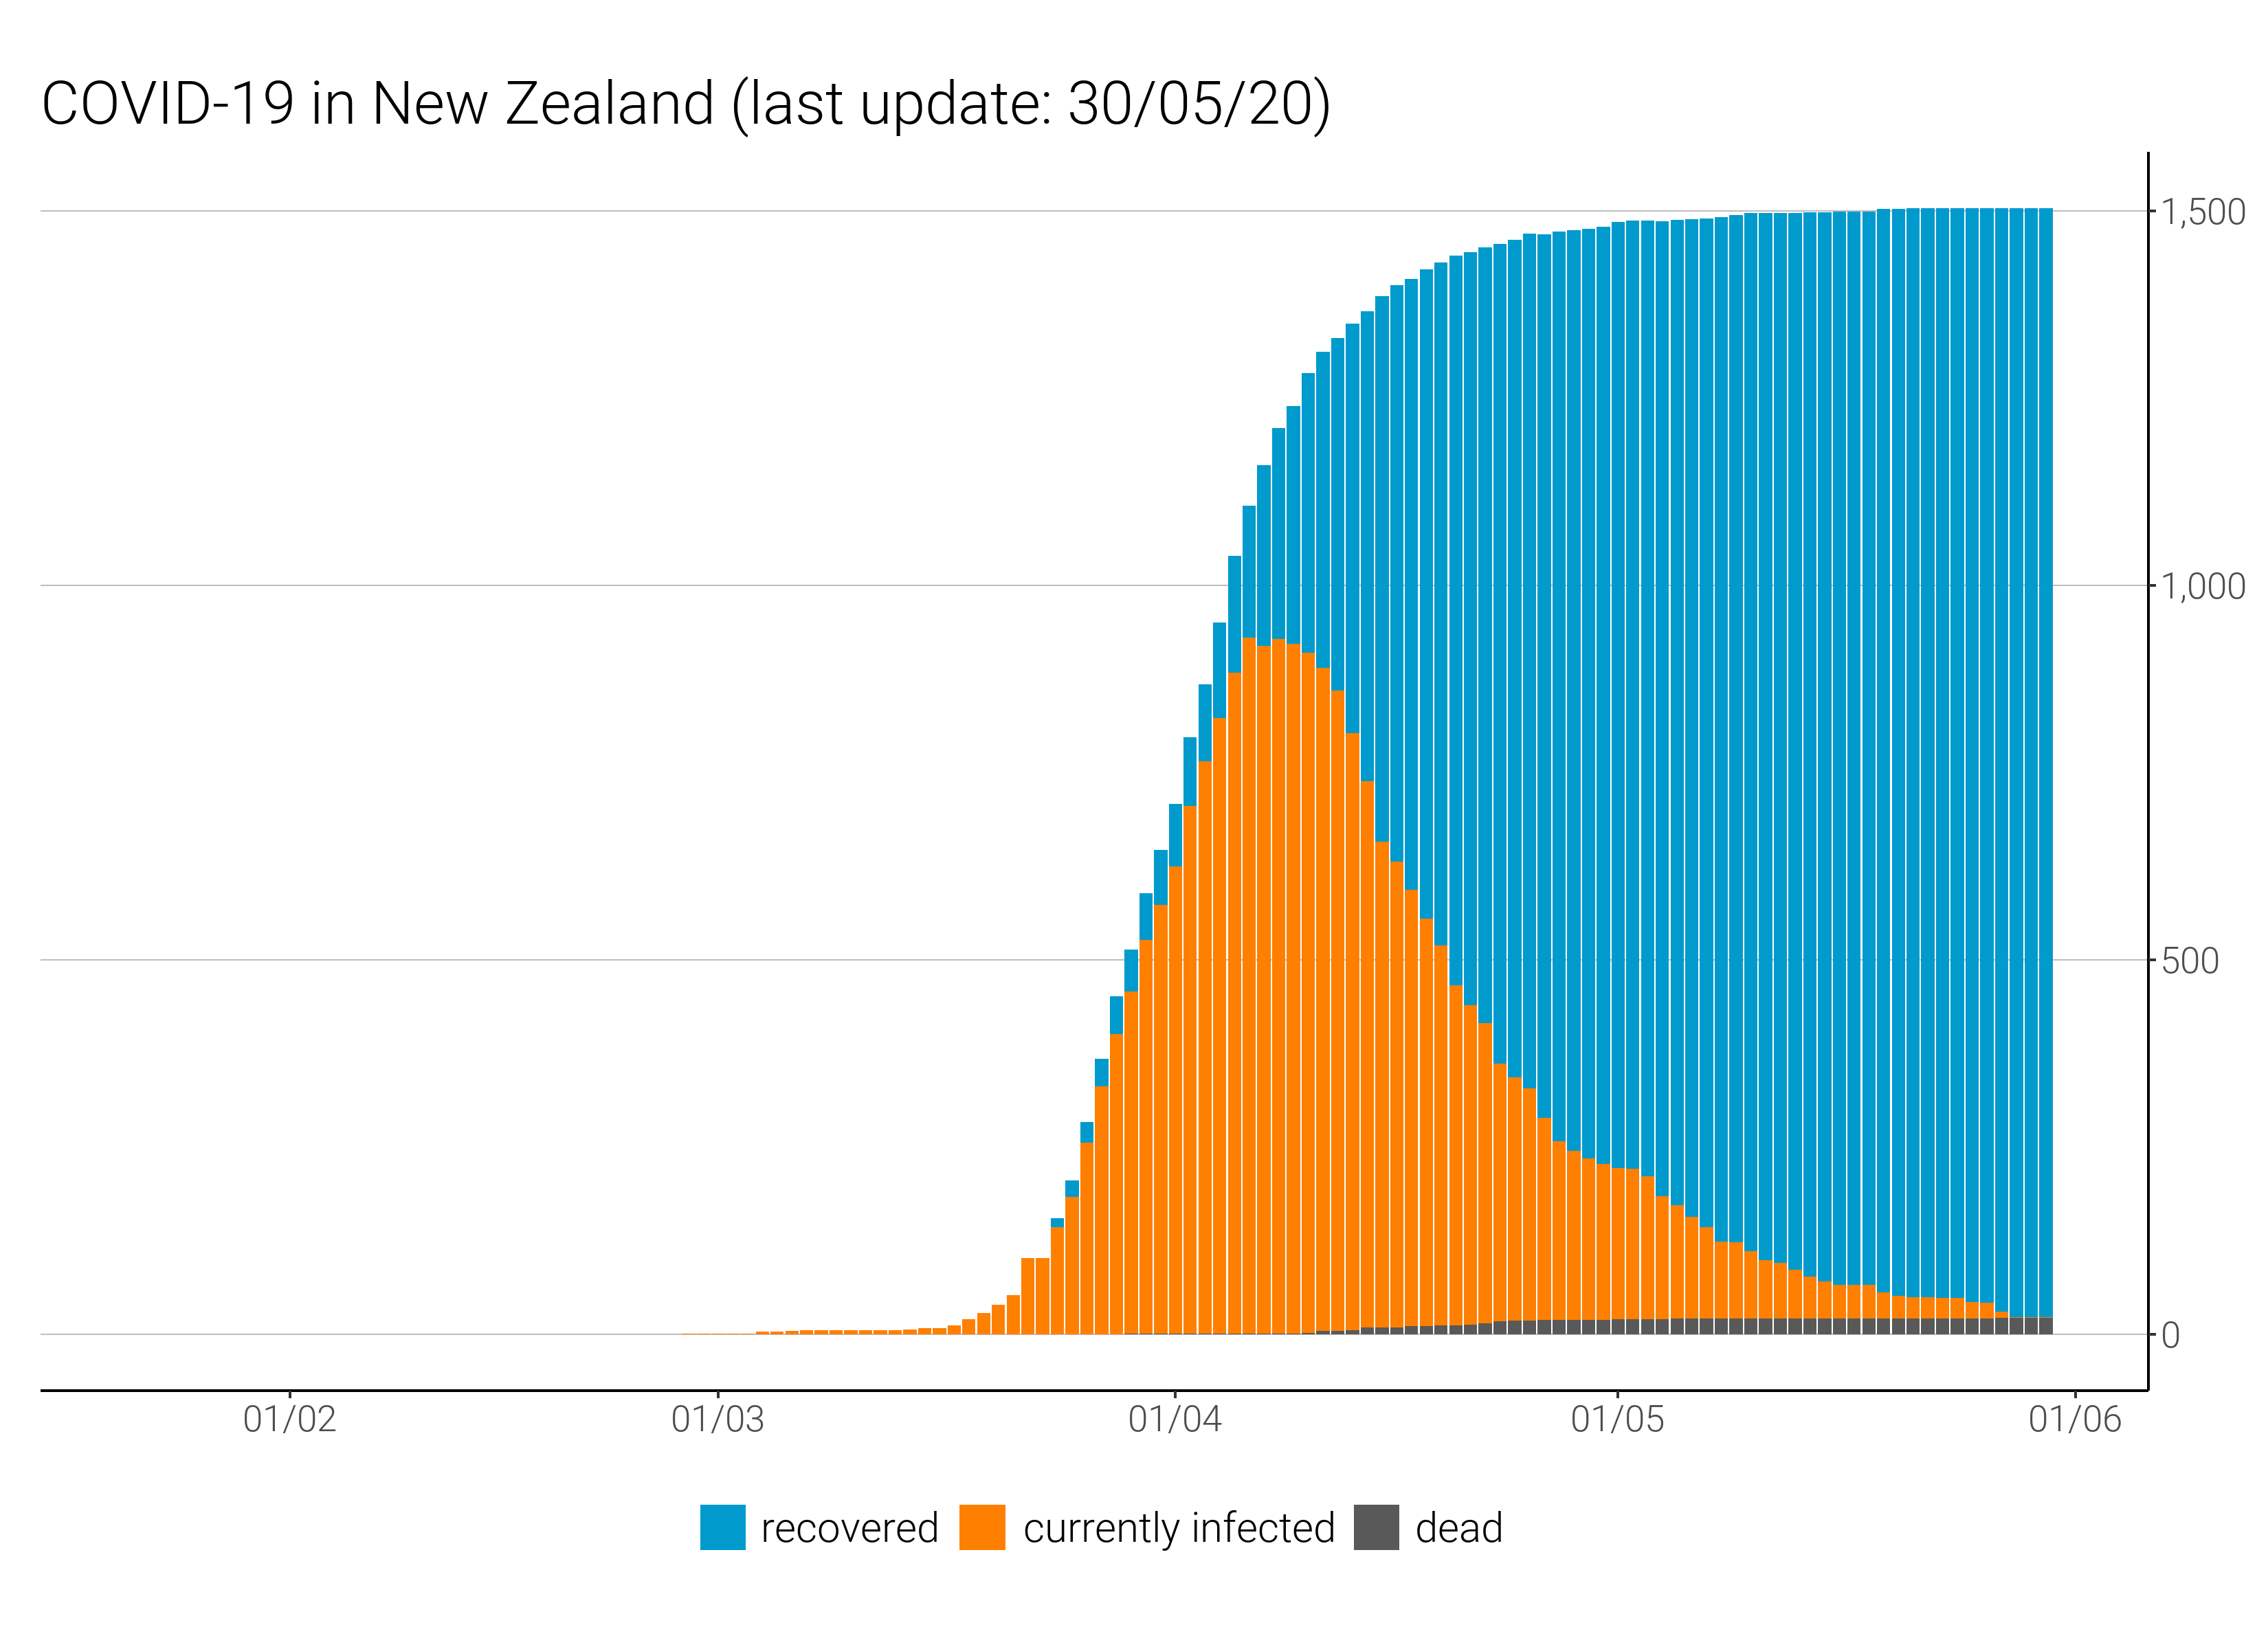 COVID-19 in New Zealand (last update: 30/05/20)
1,500
1,000
500
0
01/02 01/03 01/04 01/05 01/06
recovered currently infected dead